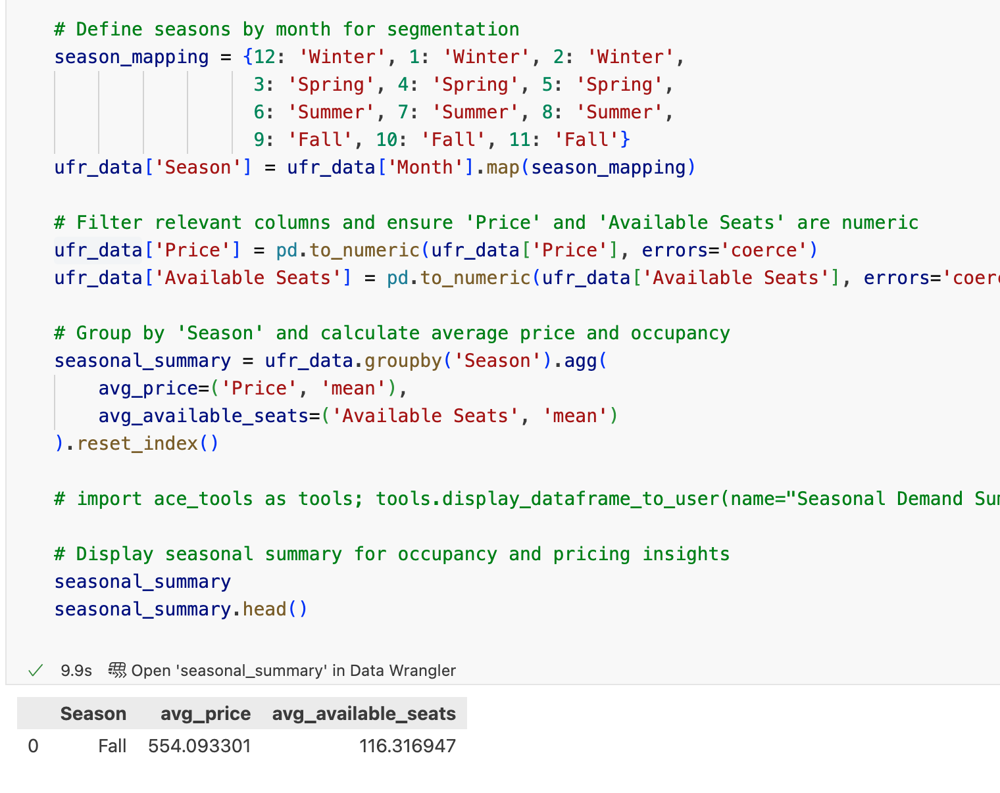 # Define seasons by month for segmentation
season_mapping = {12: 'Winter', 1: 'Winter', 2: 'Winter',
3: 'Spring', 4: 'Spring', 5: 'Spring',
6: 'Summer', 7: 'Summer', 8: 'Summer',
9: 'Fall', 10: 'Fall', 11: 'Fall'}
ufr_data['Season'] = ufr_data['Month'].map(season_mapping)
# Filter relevant columns and ensure 'Price' and 'Available Seats' are numeric
ufr_data['Price'] = pd.to_numeric(ufr_data['Price'], errors='coerce')
ufr_data['Available Seats'] = pd.to_numeric(ufr_data['Available Seats'], errors='coer
# Group by 'Season' and calculate average price and occupancy
seasonal_summary = ufr_data.groupby('Season').agg(
avg_price=('Price', 'mean'),
avg_available_seats=('Available Seats', 'mean')
).reset_index()
# import ace_tools as tools; tools.display_dataframe_to_user(name="Seasonal Demand Su
# Display seasonal summary for occupancy and pricing insights
seasonal_summary
seasonal_summary.head()
9.9s Open 'seasonal_summary' in Data Wrangler
Season avg_price avg_available_seats
0 Fall 554.093301 116.316947